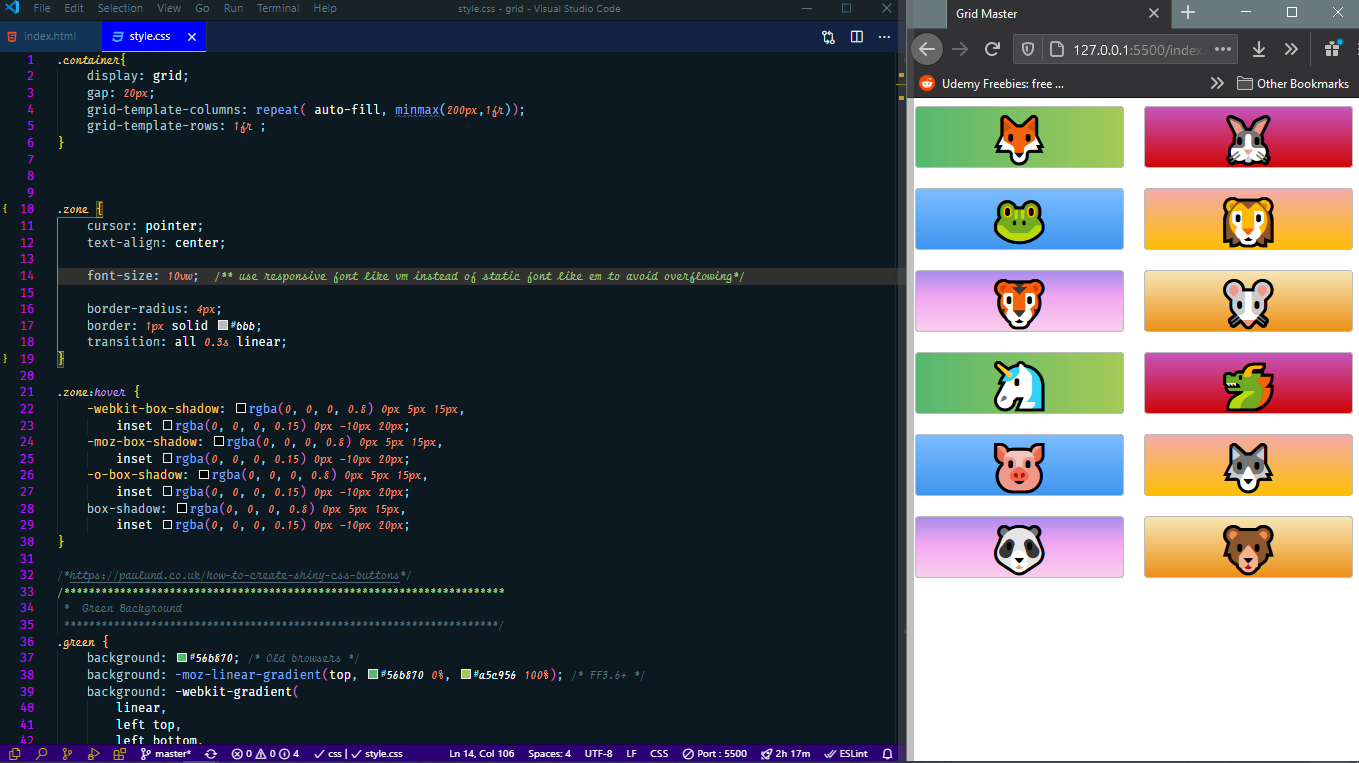 File Edit Selection View Go Run Terminal Help style.css - grid - Visual Studio Code
index.html style.css
1 .container{
2 display: grid;
3 gap: 20px;
4 grid-template-columns: repeat( auto-fill, minmax(200px,1fr));
5 grid-template-rows: 1fr ;
6 }
7
8
9
10 .zone {
11 cursor: pointer;
12 text-align: center;
13
14 font-size: 10vw; /** use responsive font like vm instead of static font like em to avoid overflowing*/
15
16 border-radius: 4px;
17 border: 1px solid #bbb;
18 transition: all 0.3s linear;
19 }
20
21 .zone:hover {
22 -webkit-box-shadow: rgba(0, 0, 0, 0.8) 0px 5px 15px,
23 inset rgba(0, 0, 0, 0.15) 0px -10px 20px;
24 -moz-box-shadow: rgba(0, 0, 0, 0.8) 0px 5px 15px,
25 inset rgba(0, 0, 0, 0.15) 0px -10px 20px;
26 -o-box-shadow: rgba(0, 0, 0, 0.8) 0px 5px 15px,
27 inset rgba(0, 0, 0, 0.15) 0px -10px 20px;
28 box-shadow: rgba(0, 0, 0, 0.8) 0px 5px 15px,
29 inset rgba(0, 0, 0, 0.15) 0px -10px 20px;
30 }
31
32 /*https://paulund.co.uk/how-to-create-shiny-css-buttons*/
33 /***********************************************************************
34 * Green Background
35 **********************************************************************/
36 .green {
37 background: #56b870; /* Old browsers */
38 background: -moz-linear-gradient(top, #56b870 0%, #a5c956 100%); /* FF3.6+ */
39 background: -webkit-gradient(
40 linear,
41 left top,
42 left bottom,
master* 0 0 4 css | style.css Ln 14, Col 106 Spaces: 4 UTF-8 LF CSS Port : 5500 2h 17m ESLint
Grid Master
127.0.0.1:5500/index.
Udemy Freebies: free ... Other Bookmarks